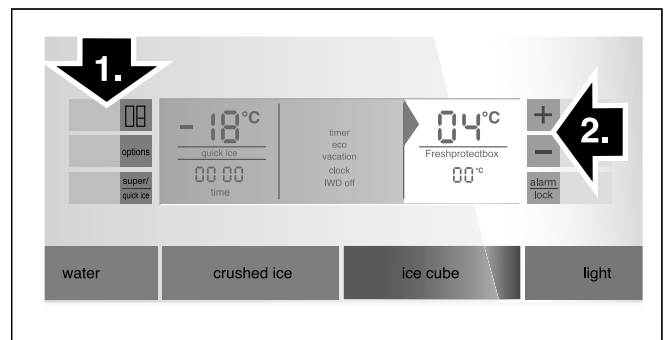 1.
options
super/
quick ice
- 18°C
quick ice
00 00
time
timer
eco
vacation
clock
IWD off
04°C
Freshprotectbox
00°C
+
-
alarm
lock
2.
water
crushed ice
ice cube
light